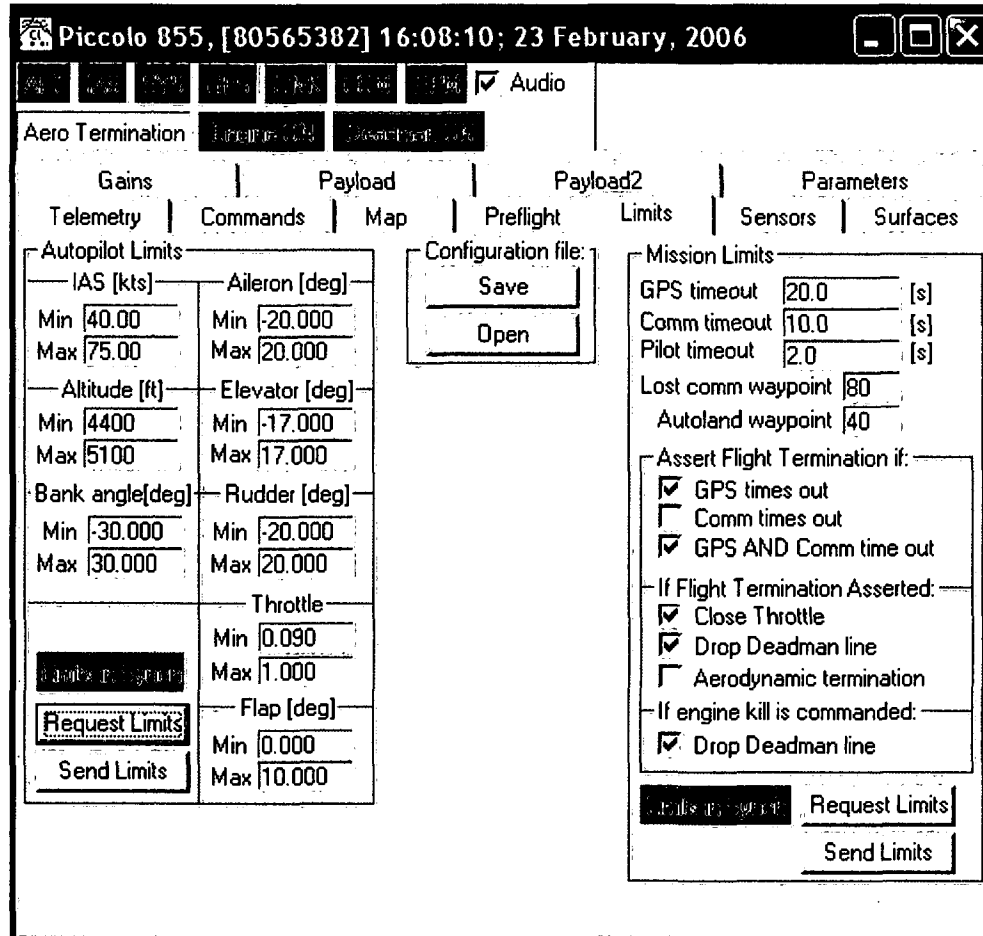 Piccolo 855, [80565382] 16:08:10; 23 February, 2006
Audio
Aero Termination
Gains Payload Payload2 Parameters
Telemetry Commands Map Preflight Limits Sensors Surfaces
Autopilot Limits
IAS [kts]
Min 40.00
Max 75.00
Altitude [ft]
Min 4400
Max 5100
Bank angle[deg]
Min -30.000
Max 30.000
Request Limits
Send Limits
Aileron [deg]
Min -20.000
Max 20.000
Elevator [deg]
Min -17.000
Max 17.000
Rudder [deg]
Min -20.000
Max 20.000
Throttle
Min 0.090
Max 1.000
Flap [deg]
Min 0.000
Max 10.000
Configuration file:
Save
Open
Mission Limits
GPS timeout 20.0 [s]
Comm timeout 10.0 [s]
Pilot timeout 2.0 [s]
Lost comm waypoint 80
Autoland waypoint 40
Assert Flight Termination if:
GPS times out
Comm times out
GPS AND Comm time out
If Flight Termination Asserted:
Close Throttle
Drop Deadman line
Aerodynamic termination
If engine kill is commanded:
Drop Deadman line
Request Limits
Send Limits